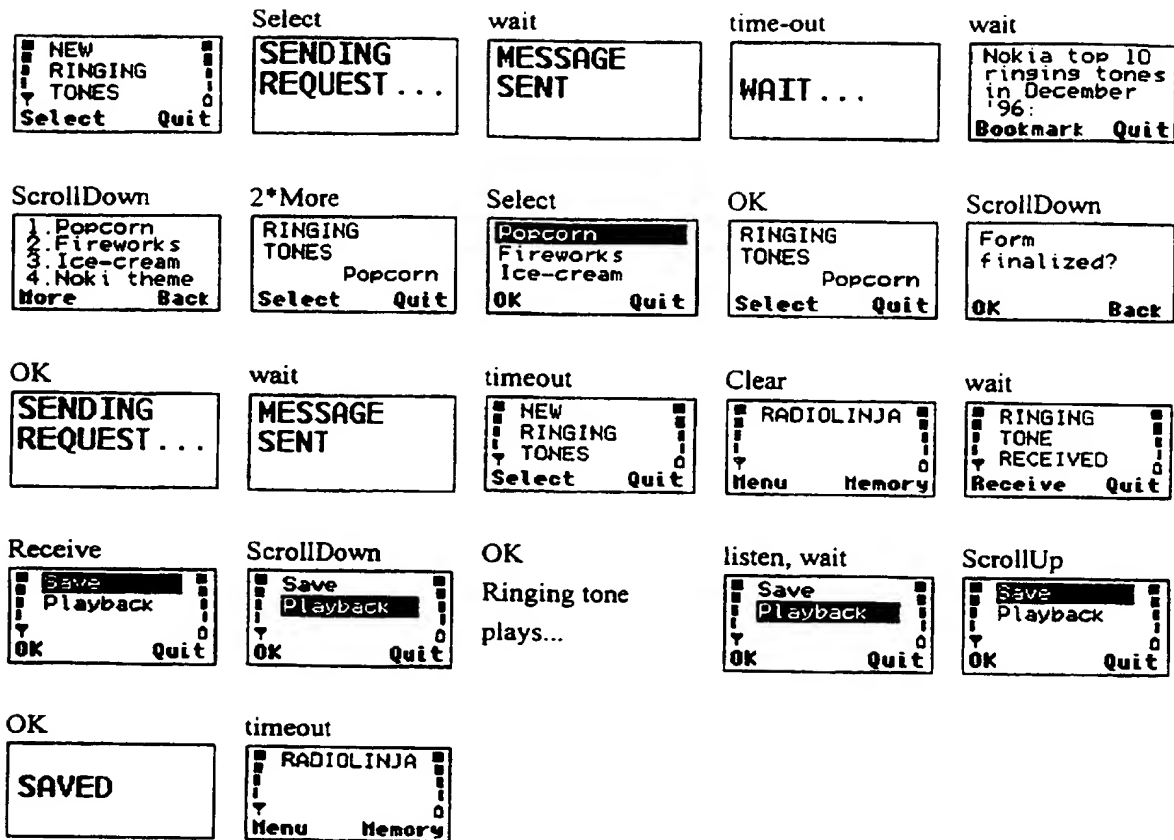 NEW
RINGING
TONES
Select Quit
Select
SENDING
REQUEST...
wait
MESSAGE
SENT
time-out
WAIT...
wait
Nokia top 10
ringing tones
in December
'96:
Bookmark Quit
ScrollDown
1.Popcorn
2.Fireworks
3.Ice-cream
4.Noki theme
More Back
2*More
RINGING
TONES
Popcorn
Select Quit
Select
Popcorn
Fireworks
Ice-cream
OK Quit
OK
RINGING
TONES
Popcorn
Select Quit
ScrollDown
Form
finalized?
OK Back
OK
SENDING
REQUEST...
wait
MESSAGE
SENT
timeout
NEW
RINGING
TONES
Select Quit
Clear
RADIOLINJA
Menu Memory
wait
RINGING
TONE
RECEIVED
Receive Quit
Receive
Save
Playback
OK Quit
ScrollDown
Save
Playback
OK Quit
OK
Ringing tone
plays...
listen, wait
Save
Playback
OK Quit
ScrollUp
Save
Playback
OK Quit
OK
SAVED
timeout
RADIOLINJA
Menu Memory